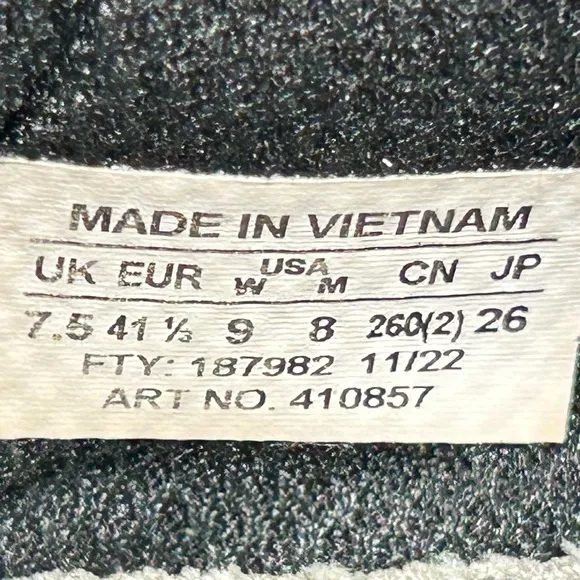 MADE IN VIETNAM
UK EUR W USA M CN JP
7.5 41 ⅓ 9 8 260(2) 26
FTY: 187982 11/22
ART NO. 410857